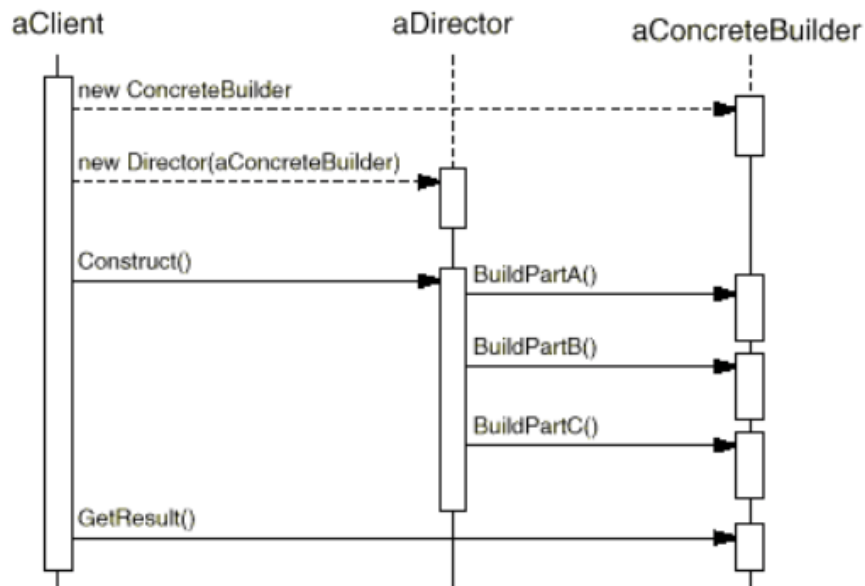 aClient
aDirector
aConcreteBuilder
new ConcreteBuilder
new Director(aConcreteBuilder)
Construct()
BuildPartA()
BuildPartB()
BuildPartC()
GetResult()